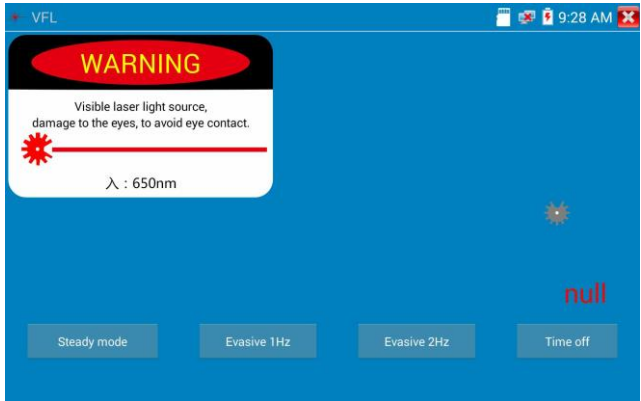 VFL
9:28 AM
WARNING
Visible laser light source,
damage to the eyes, to avoid eye contact.
入 : 650nm
null
Steady mode
Evasive 1Hz
Evasive 2Hz
Time off